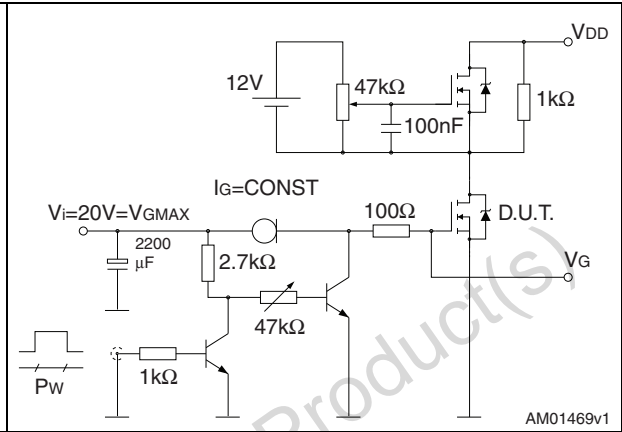 VDD
12V
47kΩ
1kΩ
100nF
IG=CONST
Vi=20V=VGMAX
100Ω
D.U.T.
2200
μF
2.7kΩ
VG
47kΩ
1kΩ
PW
Product(s)
AM01469v1